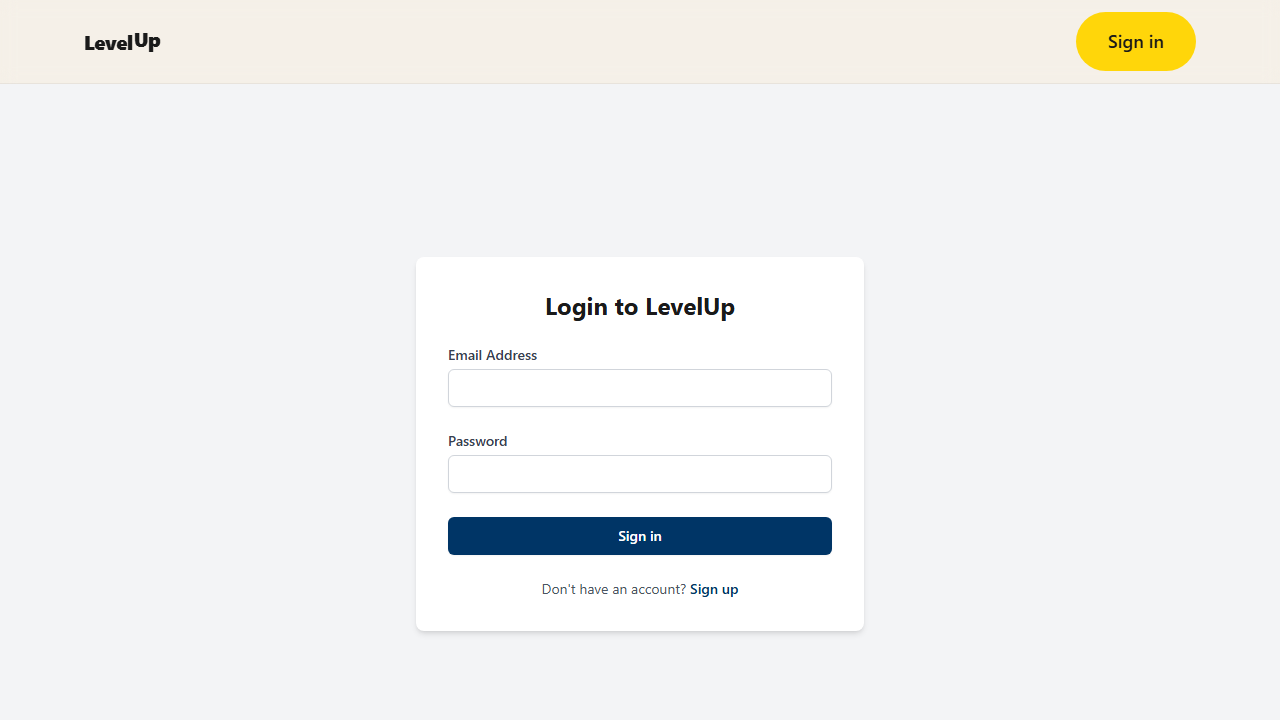 LevelUp
Sign in
Login to LevelUp
Email Address
Password
Sign in
Don't have an account? Sign up